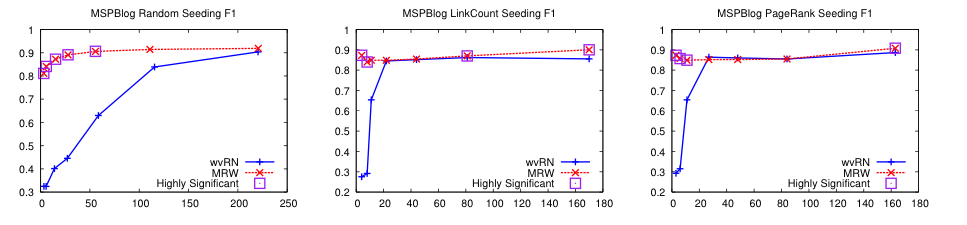 MSPBlog Random Seeding F1
1
0.9
0.8
0.7
0.6
0.5
0.4
0.3
0 50 100 150 200 250
wvRN
MRW
Highly Significant
MSPBlog LinkCount Seeding F1
1
0.9
0.8
0.7
0.6
0.5
0.4
0.3
0.2
0 20 40 60 80 100 120 140 160 180
wvRN
MRW
Highly Significant
MSPBlog PageRank Seeding F1
1
0.9
0.8
0.7
0.6
0.5
0.4
0.3
0.2
0 20 40 60 80 100 120 140 160 180
wvRN
MRW
Highly Significant